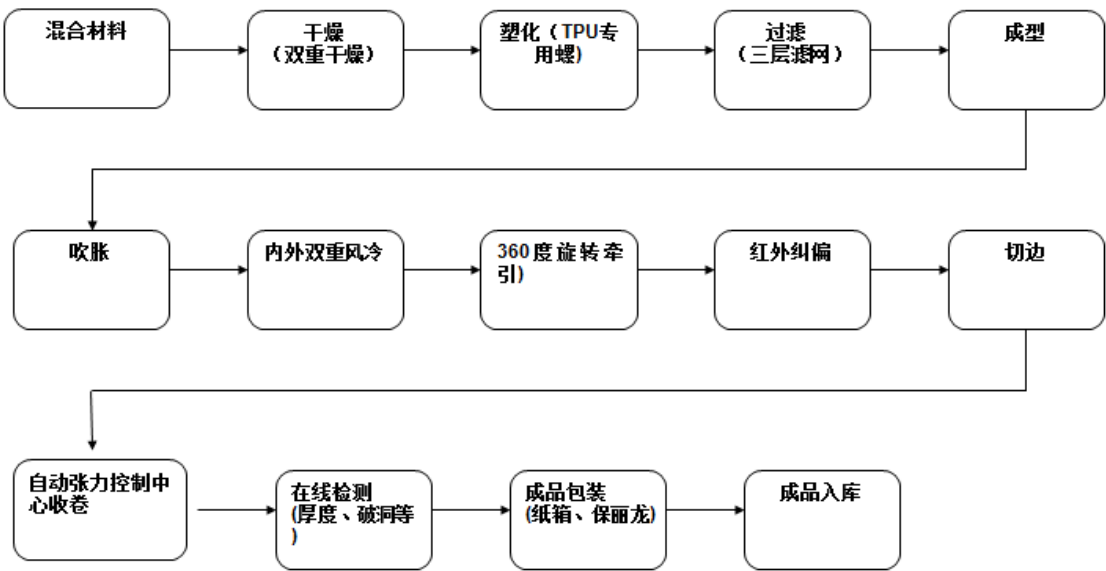 混合材料
干燥
（双重干燥）
塑化（TPU专
用螺)
过滤
（三层滤网）
成型
吹胀
内外双重风冷
360度旋转牵
引)
红外纠偏
切边
自动张力控制中
心收卷
在线检测
(厚度、破洞等
)
成品包装
(纸箱、保丽龙)
成品入库